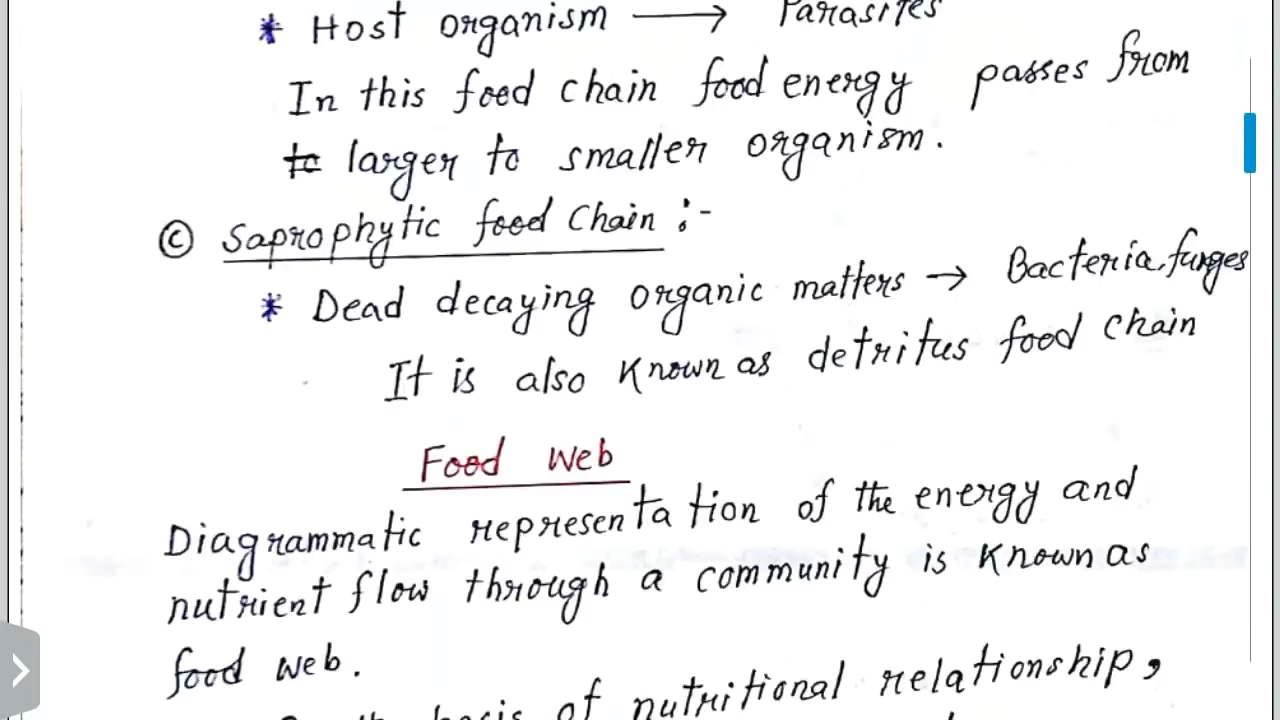 * Host organism → Parasites
In this food chain food energy passes from
to larger to smaller organism.
© Saprophytic food Chain :-
* Dead decaying organic matters → Bacteria, funges
It is also known as detritus food chain
Food web
Diagrammatic representation of the energy and
nutrient flow through a community is known as
food web.
basis of nutritional relationship,